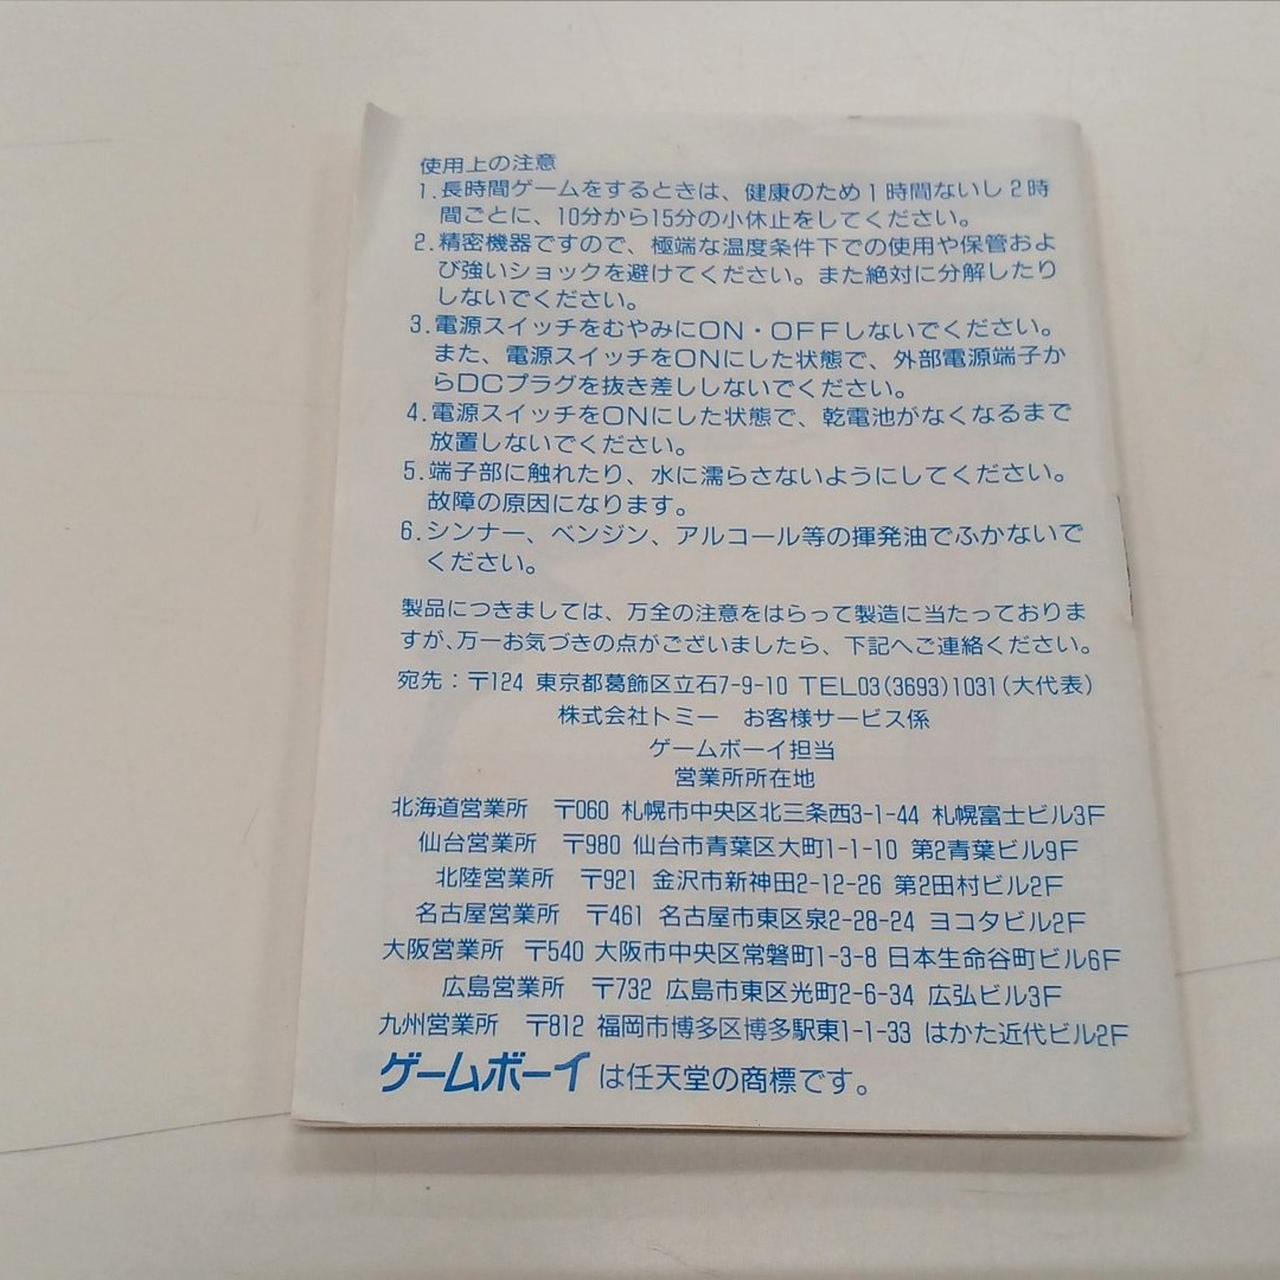 使用上の注意
1.長時間ゲームをするときは、健康のため1時間ないし2時
間ごとに、10分から15分の小休止をしてください。
2.精密機器ですので、極端な温度条件下での使用や保管およ
び強いショックを避けてください。また絶対に分解したり
しないでください。
3.電源スイッチをむやみにON・OFFしないでください。
また、電源スイッチをONにした状態で、外部電源端子か
らDCプラグを抜き差ししないでください。
4.電源スイッチをONにした状態で、乾電池がなくなるまで
放置しないでください。
5.端子部に触れたり、水に濡らさないようにしてください。
故障の原因になります。
6.シンナー、ベンジン、アルコール等の揮発油でふかないで
ください。
製品につきましては、万全の注意をはらって製造に当たっておりま
すが、万一お気づきの点がございましたら、下記へご連絡ください。
宛先：〒124 東京都葛飾区立石7-9-10 TEL03(3693)1031(大代表)
株式会社トミー お客様サービス係
ゲームボーイ担当
営業所所在地
北海道営業所 〒060 札幌市中央区北三条西3-1-44 札幌富士ビル3F
仙台営業所 〒980 仙台市青葉区大町1-1-10 第2青葉ビル9F
北陸営業所 〒921 金沢市新神田2-12-26 第2田村ビル2F
名古屋営業所 〒461 名古屋市東区泉2-28-24 ヨコタビル2F
大阪営業所 〒540 大阪市中央区常磐町1-3-8 日本生命谷町ビル6F
広島営業所 〒732 広島市東区光町2-6-34 広弘ビル3F
九州営業所 〒812 福岡市博多区博多駅東1-1-33 はかた近代ビル2F
ゲームボーイ は任天堂の商標です。